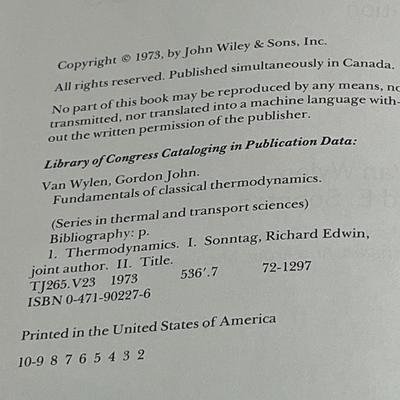 Copyright © 1973, by John Wiley & Sons, Inc.
All rights reserved. Published simultaneously in Canada.
No part of this book may be reproduced by any means, no
transmitted, nor translated into a machine language with-
out the written permission of the publisher.
Library of Congress Cataloging in Publication Data:
Van Wylen, Gordon John.
Fundamentals of classical thermodynamics.
(Series in thermal and transport sciences)
Bibliography: p.
1. Thermodynamics. I. Sonntag, Richard Edwin,
joint author. II. Title.
TJ265.V23 1973 536'.7 72-1297
ISBN 0-471-90227-6
Printed in the United States of America
10-9 8 7 6 5 4 3 2